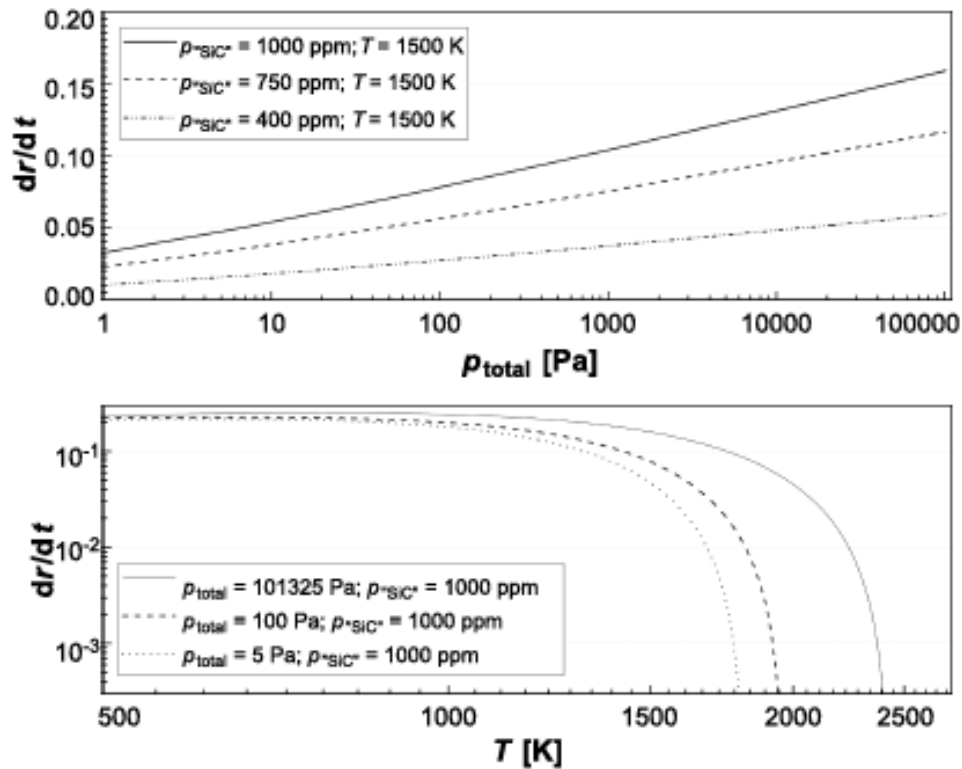 0.20
0.15
0.10
0.05
0.00
dr/dt
p"SiC" = 1000 ppm; T = 1500 K
p"SiC" = 750 ppm; T = 1500 K
p"SiC" = 400 ppm; T = 1500 K
1 10 100 1000 10000 100000
ptotal [Pa]
10-1
10-2
10-3
dr/dt
ptotal = 101325 Pa; p"SiC" = 1000 ppm
ptotal = 100 Pa; p"SiC" = 1000 ppm
ptotal = 5 Pa; p"SiC" = 1000 ppm
500 1000 1500 2000 2500
T [K]